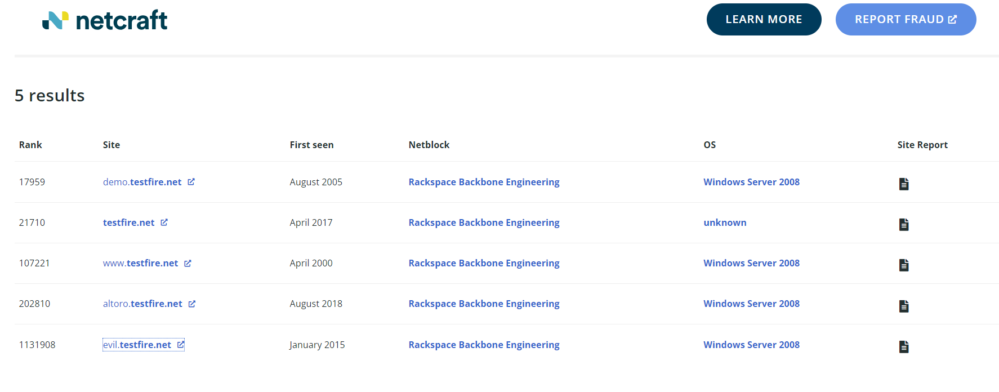 netcraft
LEARN MORE
REPORT FRAUD
5 results
Rank Site First seen Netblock OS Site Report
17959 demo.testfire.net August 2005 Rackspace Backbone Engineering Windows Server 2008
21710 testfire.net April 2017 Rackspace Backbone Engineering unknown
107221 www.testfire.net April 2000 Rackspace Backbone Engineering Windows Server 2008
202810 altoro.testfire.net August 2018 Rackspace Backbone Engineering Windows Server 2008
1131908 evil.testfire.net January 2015 Rackspace Backbone Engineering Windows Server 2008